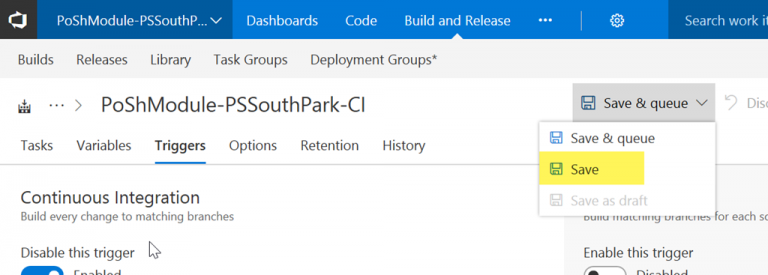 PoShModule-PSSouthP... Dashboards Code Build and Release ... Search work it
Builds Releases Library Task Groups Deployment Groups*
... > PoShModule-PSSouthPark-CI Save & queue Disc
Save & queue
Tasks Variables Triggers Options Retention History
Save
Save as draft
Continuous Integration
Build every change to matching branches Build matching branches for each sc
Disable this trigger Enable this trigger
Enabled Disabled